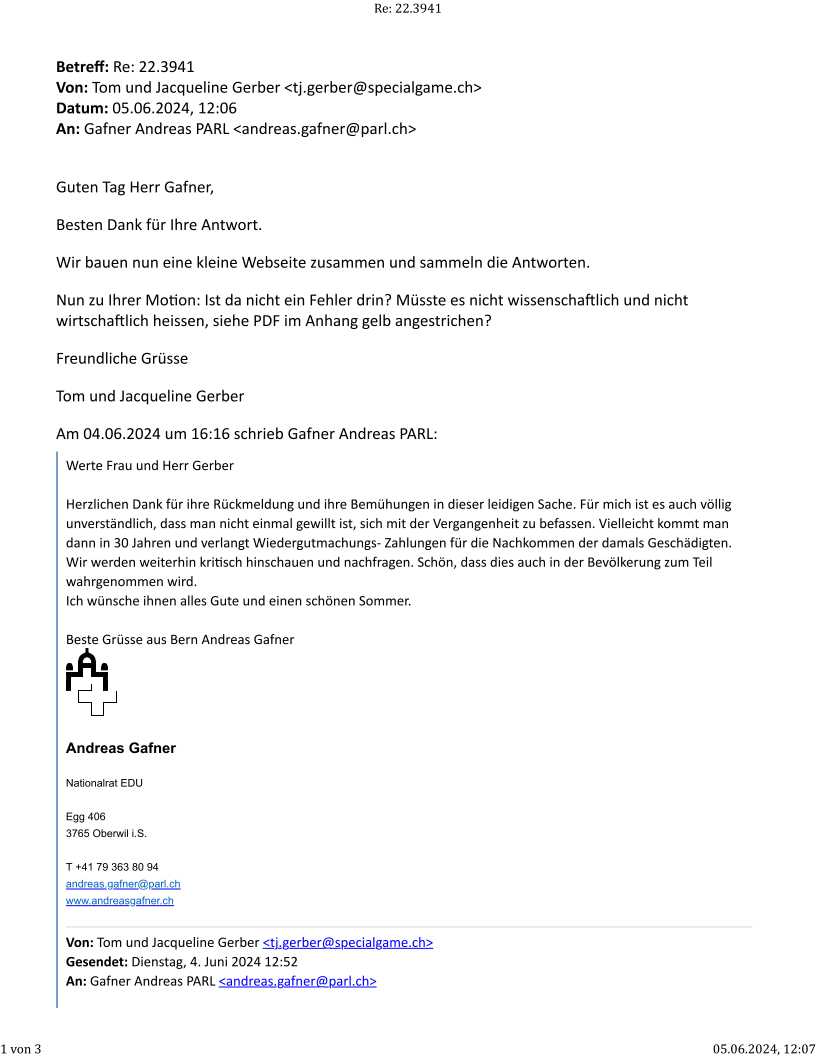 Re: 22.3941
Betreff: Re: 22.3941
Von: Tom und Jacqueline Gerber <tj.gerber@specialgame.ch>
Datum: 05.06.2024, 12:06
An: Gafner Andreas PARL <andreas.gafner@parl.ch>
Guten Tag Herr Gafner,
Besten Dank für Ihre Antwort.
Wir bauen nun eine kleine Webseite zusammen und sammeln die Antworten.
Nun zu Ihrer Motion: Ist da nicht ein Fehler drin? Müsste es nicht wissenschaftlich und nicht
wirtschaftlich heissen, siehe PDF im Anhang gelb angestrichen?
Freundliche Grüsse
Tom und Jacqueline Gerber
Am 04.06.2024 um 16:16 schrieb Gafner Andreas PARL:
Werte Frau und Herr Gerber
Herzlichen Dank für ihre Rückmeldung und ihre Bemühungen in dieser leidigen Sache. Für mich ist es auch völlig
unverständlich, dass man nicht einmal gewillt ist, sich mit der Vergangenheit zu befassen. Vielleicht kommt man
dann in 30 Jahren und verlangt Wiedergutmachungs- Zahlungen für die Nachkommen der damals Geschädigten.
Wir werden weiterhin kritisch hinschauen und nachfragen. Schön, dass dies auch in der Bevölkerung zum Teil
wahrgenommen wird.
Ich wünsche ihnen alles Gute und einen schönen Sommer.
Beste Grüsse aus Bern Andreas Gafner
Andreas Gafner
Nationalrat EDU
Egg 406
3765 Oberwil i.S.
T +41 79 363 80 94
andreas.gafner@parl.ch
www.andreasgafner.ch
Von: Tom und Jacqueline Gerber <tj.gerber@specialgame.ch>
Gesendet: Dienstag, 4. Juni 2024 12:52
An: Gafner Andreas PARL <andreas.gafner@parl.ch>
1 von 3
05.06.2024, 12:07